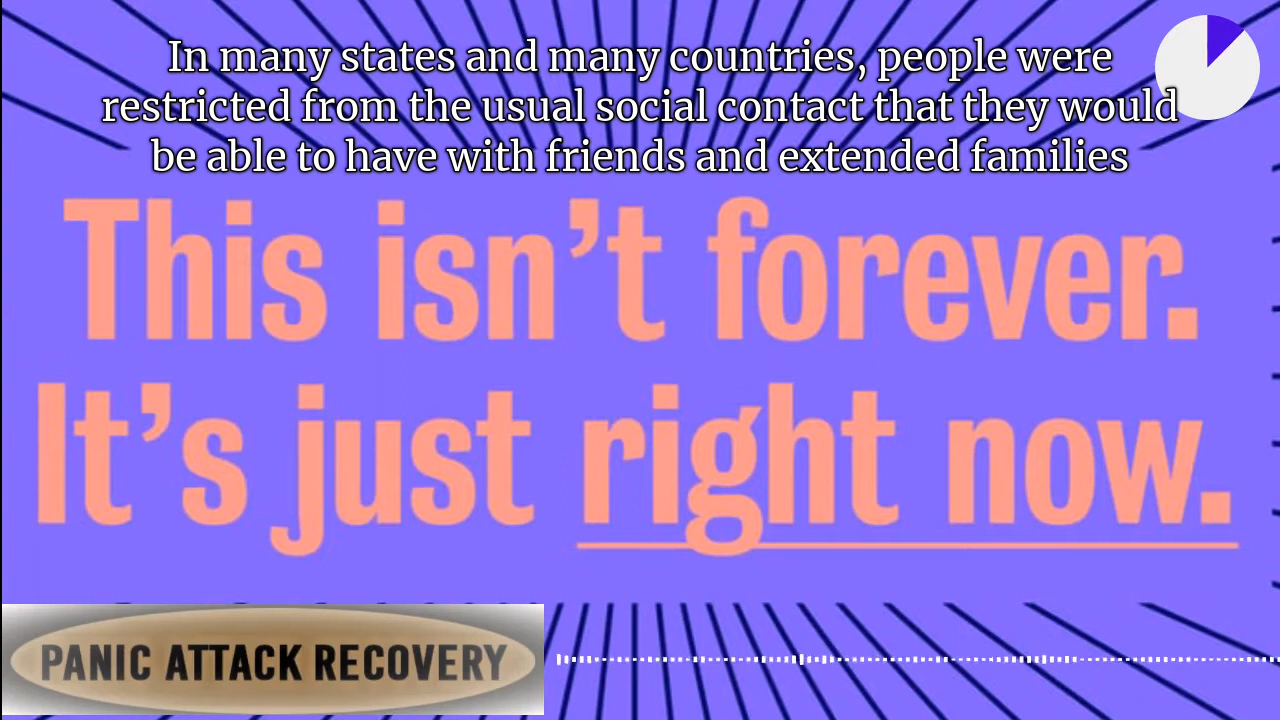 In many states and many countries, people were
restricted from the usual social contact that they would
be able to have with friends and extended families
This isn’t forever.
It’s just right now.
PANIC ATTACK RECOVERY